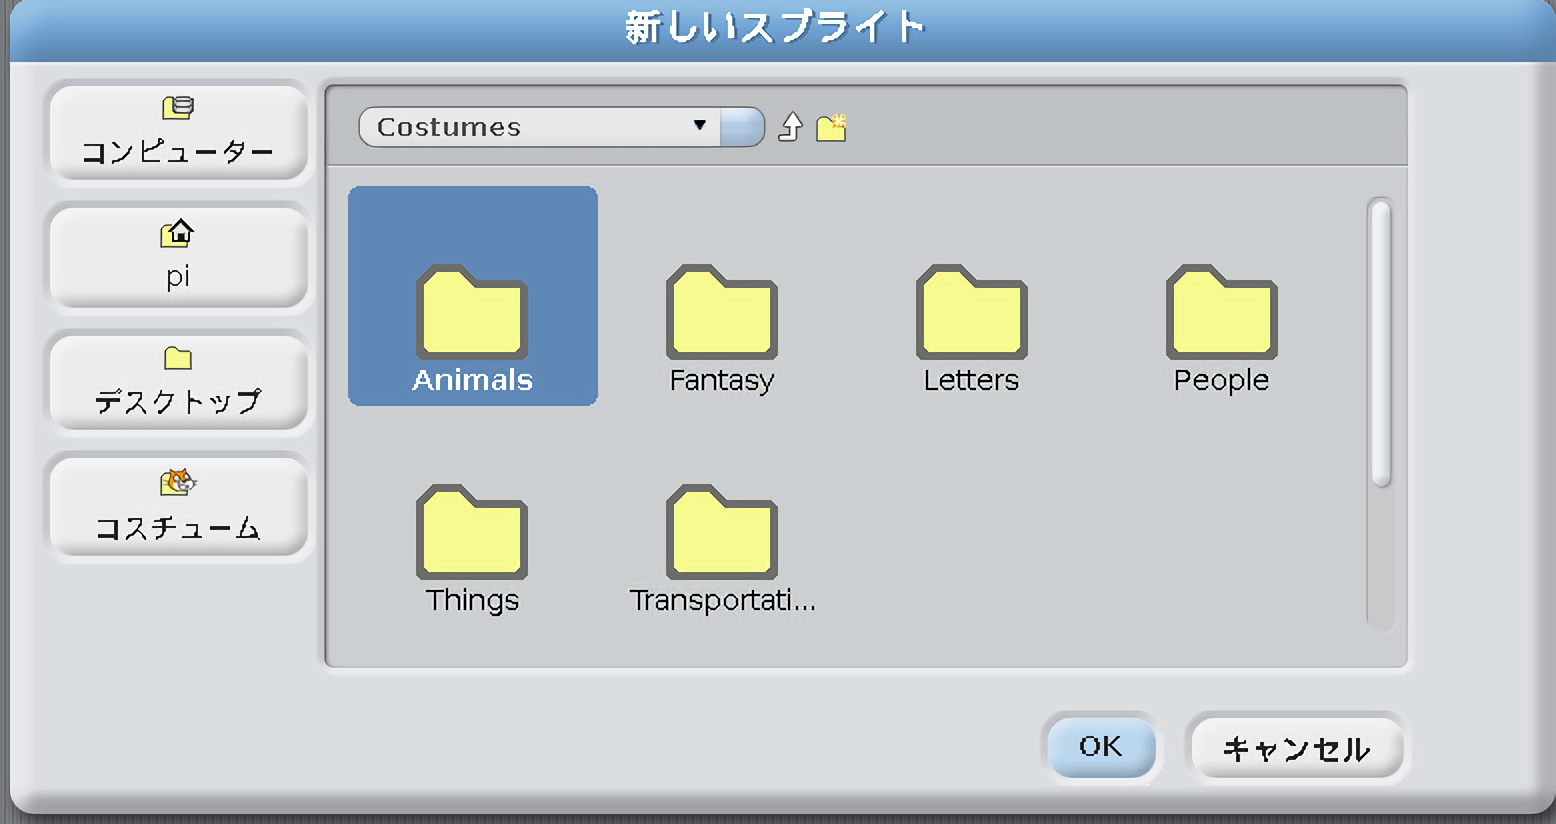 新しいスプライト
コンピューター
pi
デスクトップ
コスチューム
Costumes
Animals
Fantasy
Letters
People
Things
Transportati...
OK
キャンセル